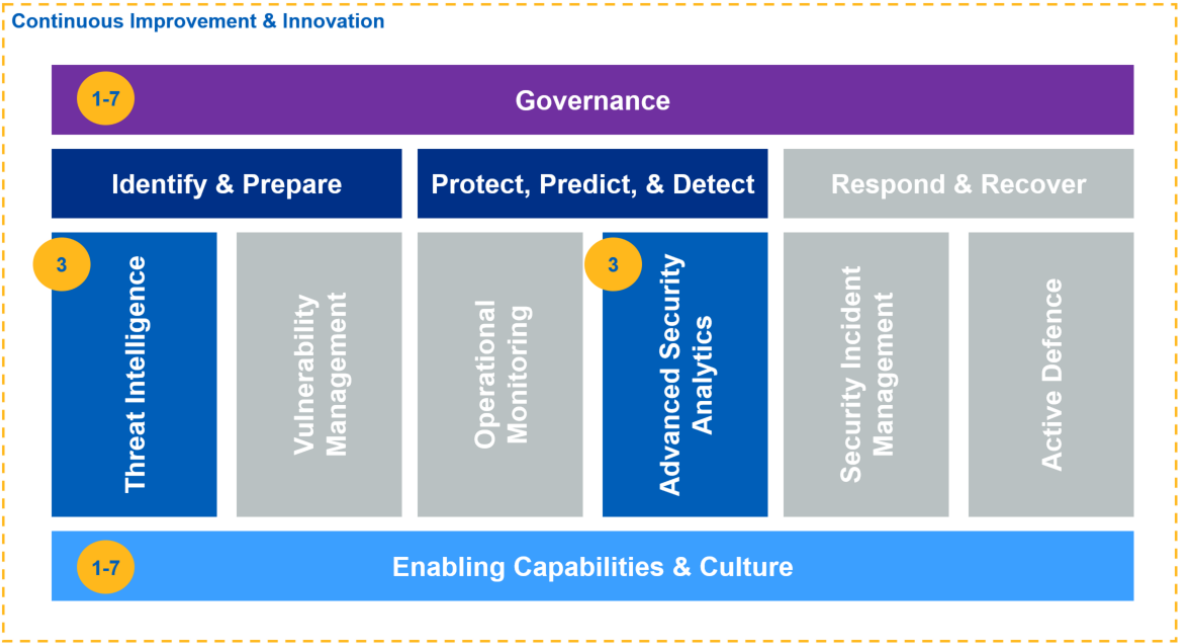 Continuous Improvement & Innovation
1-7
Governance
Identify & Prepare
Protect, Predict, & Detect
Respond & Recover
3
Threat Intelligence
Vulnerability
Management
Operational
Monitoring
3
Advanced Security
Analytics
Security Incident
Management
Active Defence
1-7
Enabling Capabilities & Culture